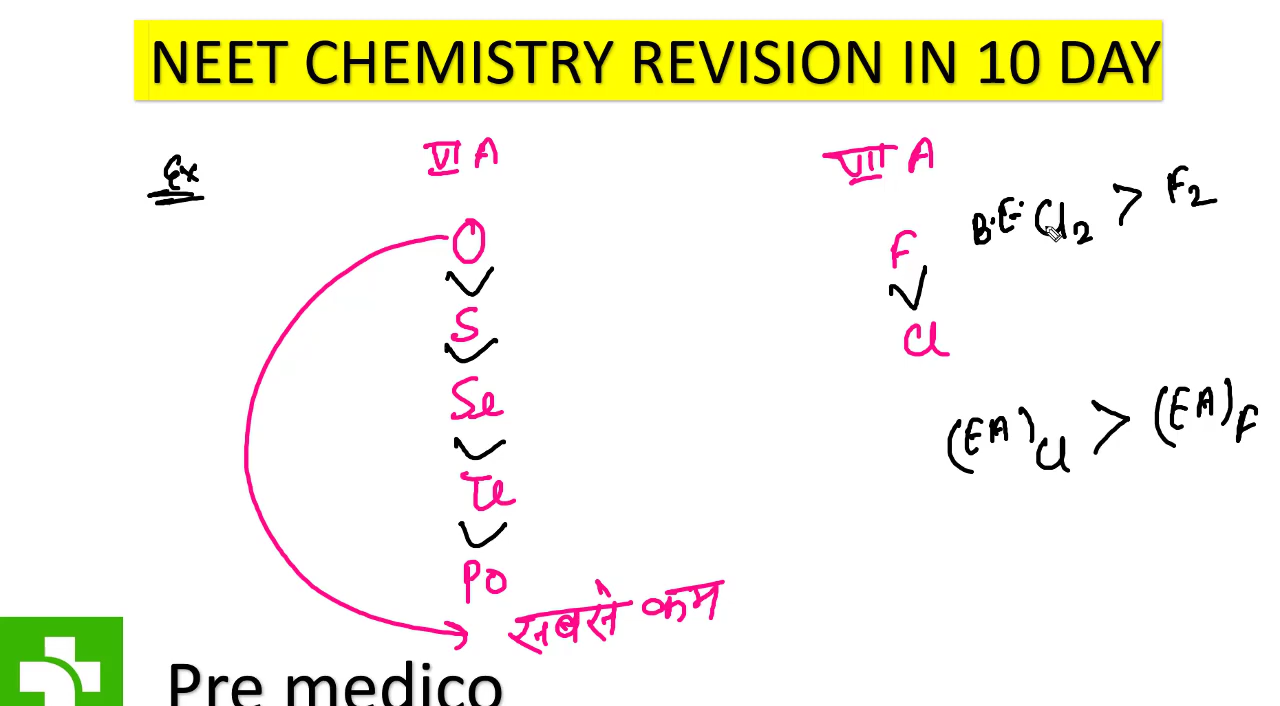 NEET CHEMISTRY REVISION IN 10 DAY
Ex
VI A
VII A
B.E. Cl2 > F2
O
F
S
Cl
Se
(EA)Cl > (EA)F
Te
Po
सबसे कम
Pre medico